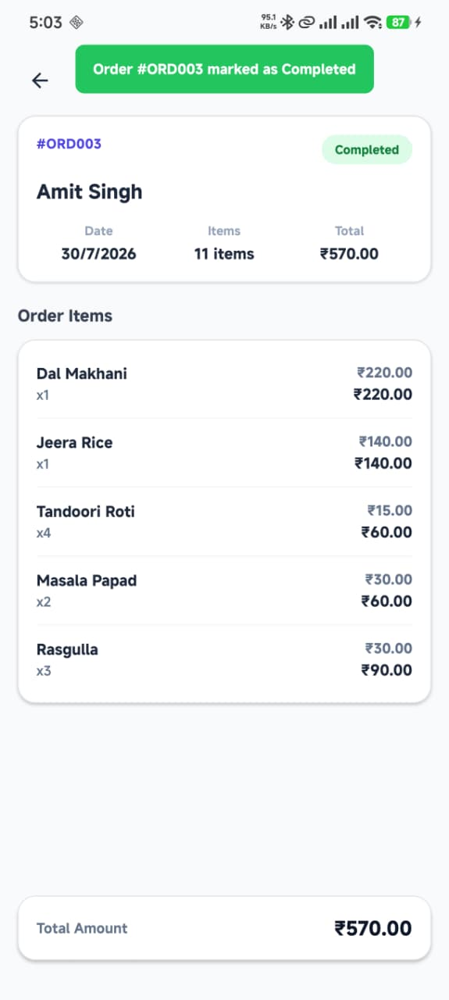 5:03
95.1
KB/s
87
Order #ORD003 marked as Completed
#ORD003
Completed
Amit Singh
Date Items Total
30/7/2026 11 items ₹570.00
Order Items
Dal Makhani ₹220.00
x1 ₹220.00
Jeera Rice ₹140.00
x1 ₹140.00
Tandoori Roti ₹15.00
x4 ₹60.00
Masala Papad ₹30.00
x2 ₹60.00
Rasgulla ₹30.00
x3 ₹90.00
Total Amount ₹570.00